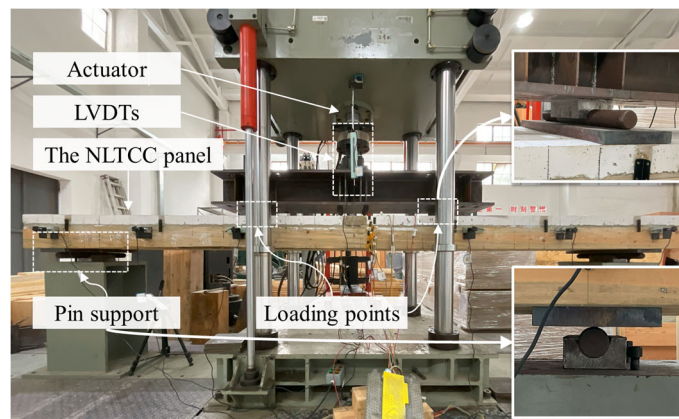 Actuator
LVDTs
The NLTCC panel
Pin support
Loading points